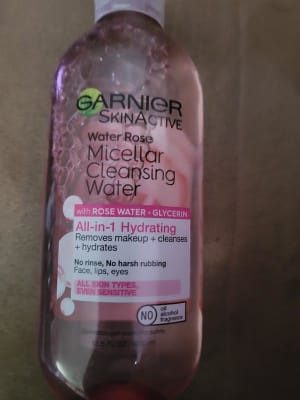 GARNIER
SKINACTIVE
Water Rose
Micellar
Cleansing
Water
with ROSE WATER + GLYCERIN
All-in-1 Hydrating
Removes makeup + cleanses
+ hydrates
No rinse, No harsh rubbing
Face, lips, eyes
ALL SKIN TYPES,
EVEN SENSITIVE
NO
oil
alcohol
fragrance